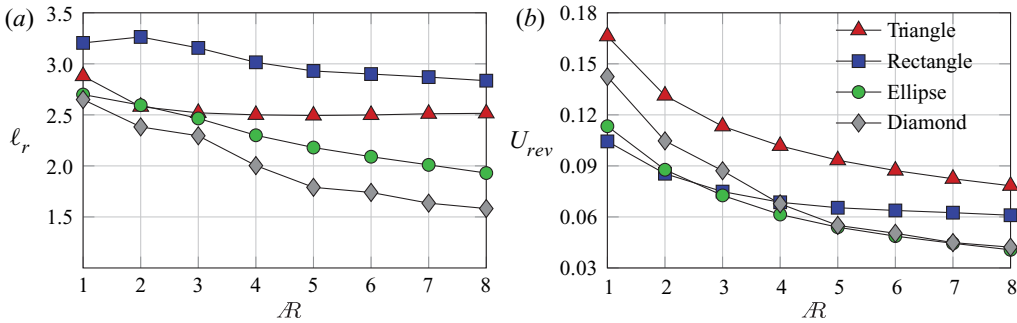 (a)
3.5
3.0
2.5
2.0
1.5
ℓr
1 2 3 4 5 6 7 8
Æ
(b)
0.18
0.15
0.12
0.09
0.06
0.03
Urev
1 2 3 4 5 6 7 8
Triangle
Rectangle
Ellipse
Diamond